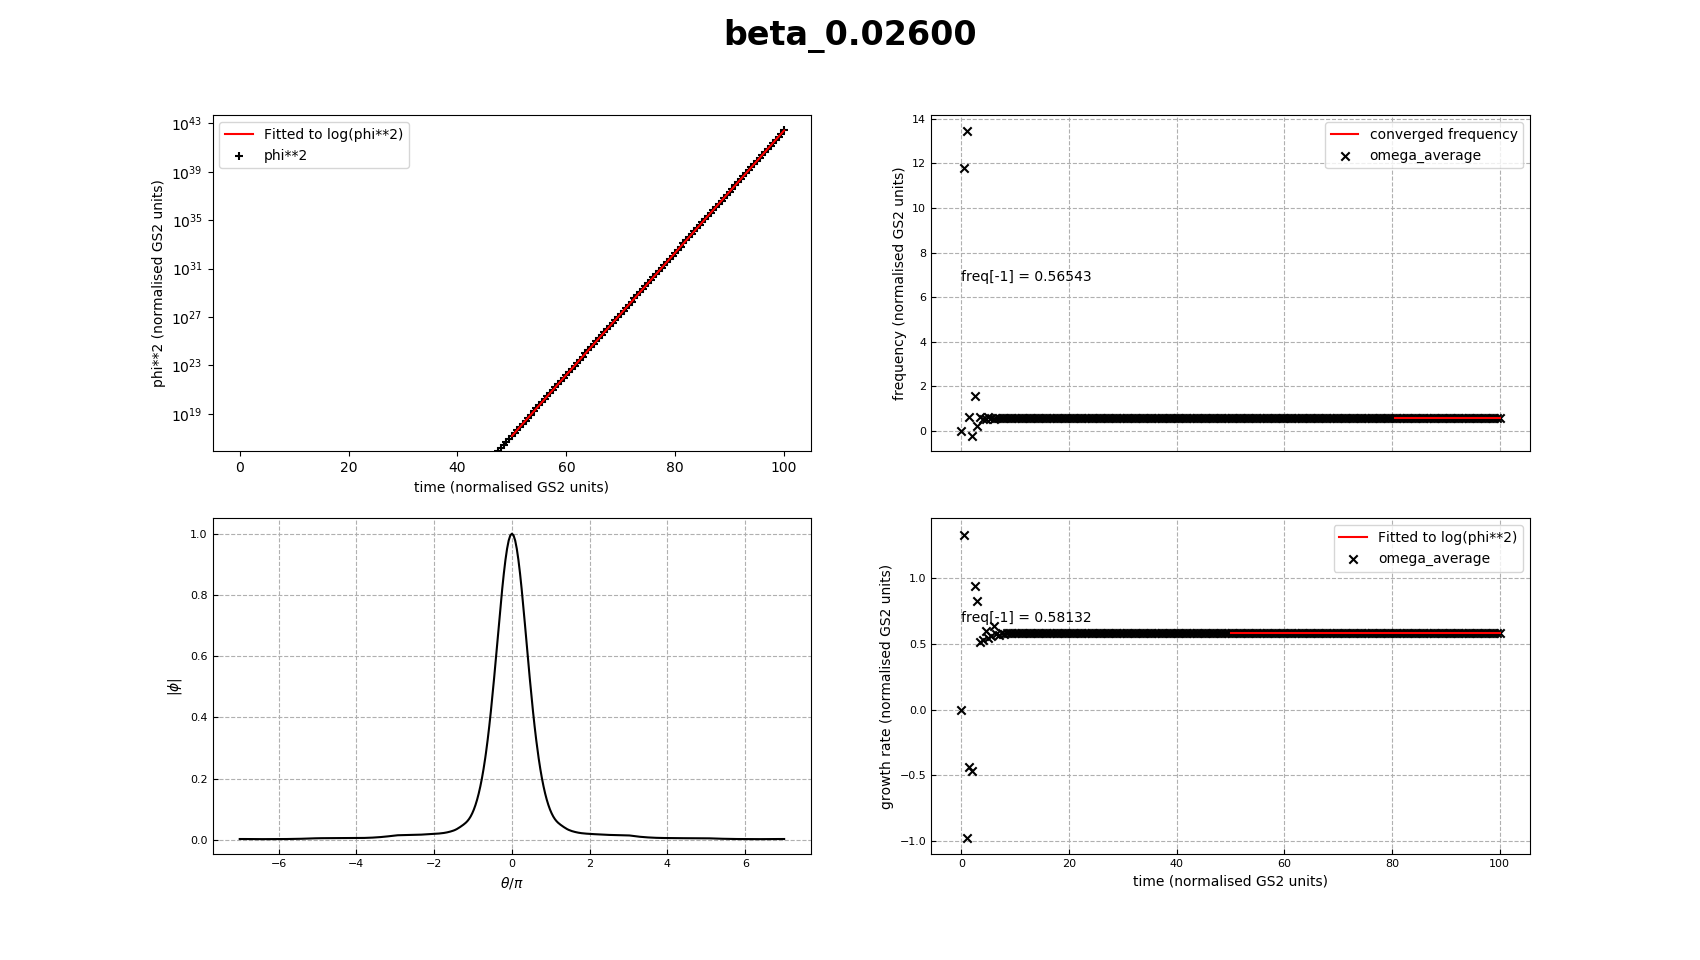 beta_0.02600
10^43
10^39
10^35
10^31
10^27
10^23
10^19
phi**2 (normalised GS2 units)
Fitted to log(phi**2)
phi**2
0 20 40 60 80 100
time (normalised GS2 units)
14
12
10
8
6
4
2
0
frequency (normalised GS2 units)
converged frequency
omega_average
freq[-1] = 0.56543
1.0
0.8
0.6
0.4
0.2
0.0
|ϕ|
−6 −4 −2 0 2 4 6
θ/π
1.0
0.5
0.0
−0.5
−1.0
growth rate (normalised GS2 units)
Fitted to log(phi**2)
omega_average
freq[-1] = 0.58132
0 20 40 60 80 100
time (normalised GS2 units)